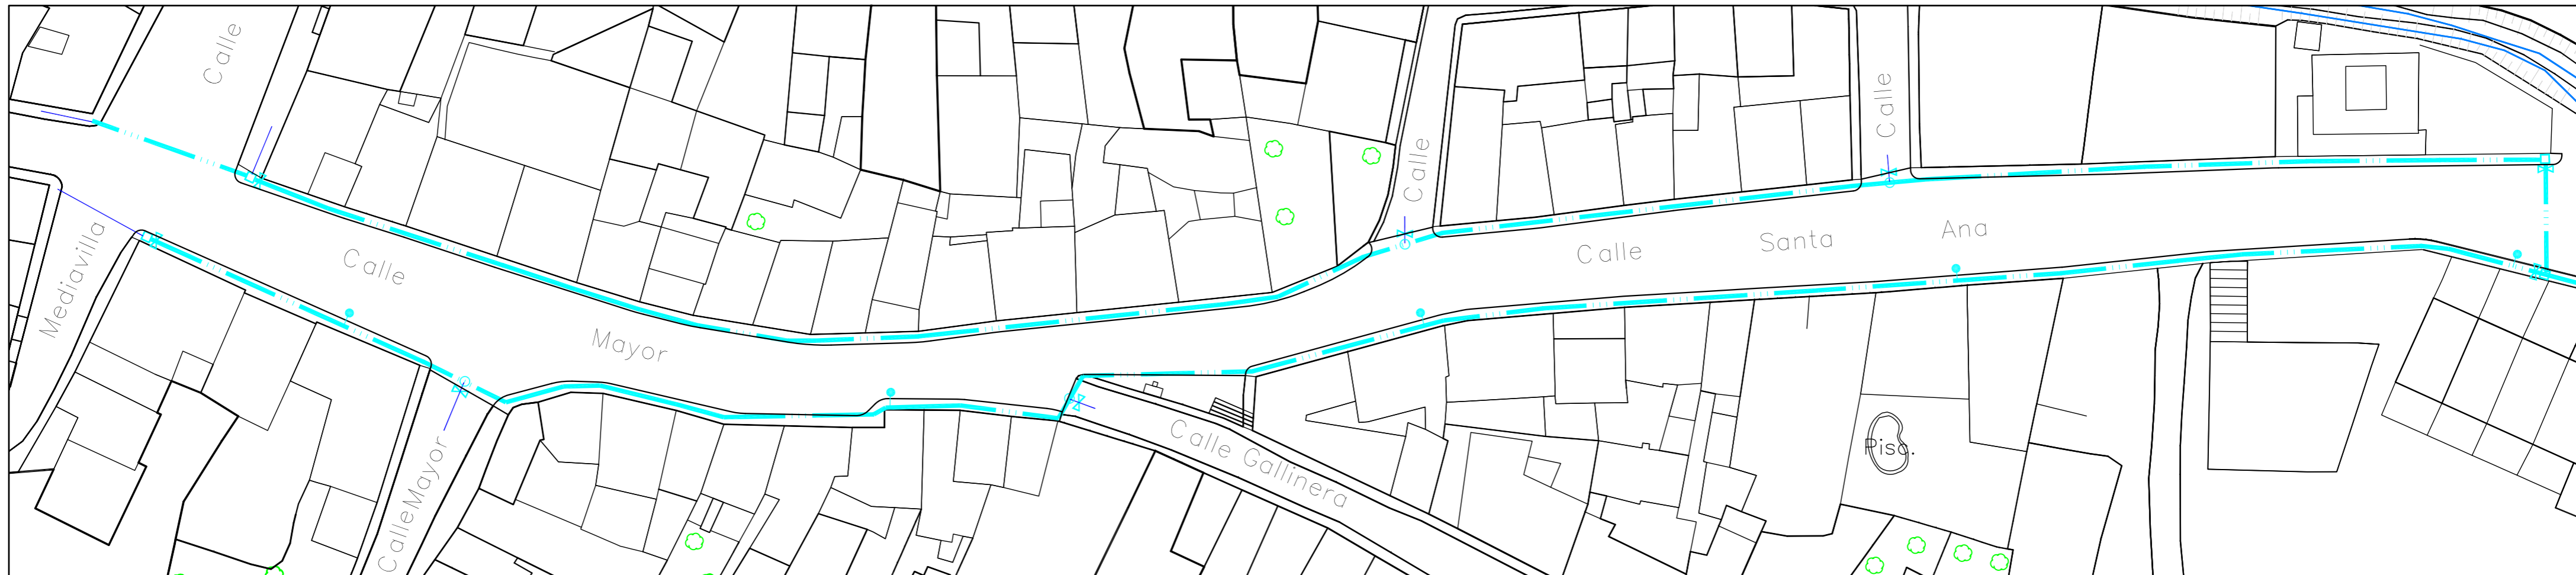 Calle
Calle
Calle
Mediavilla
Calle
Mayor
Calle
Santa
Ana
Calle Gallinera
CalleMayor
Pisc.